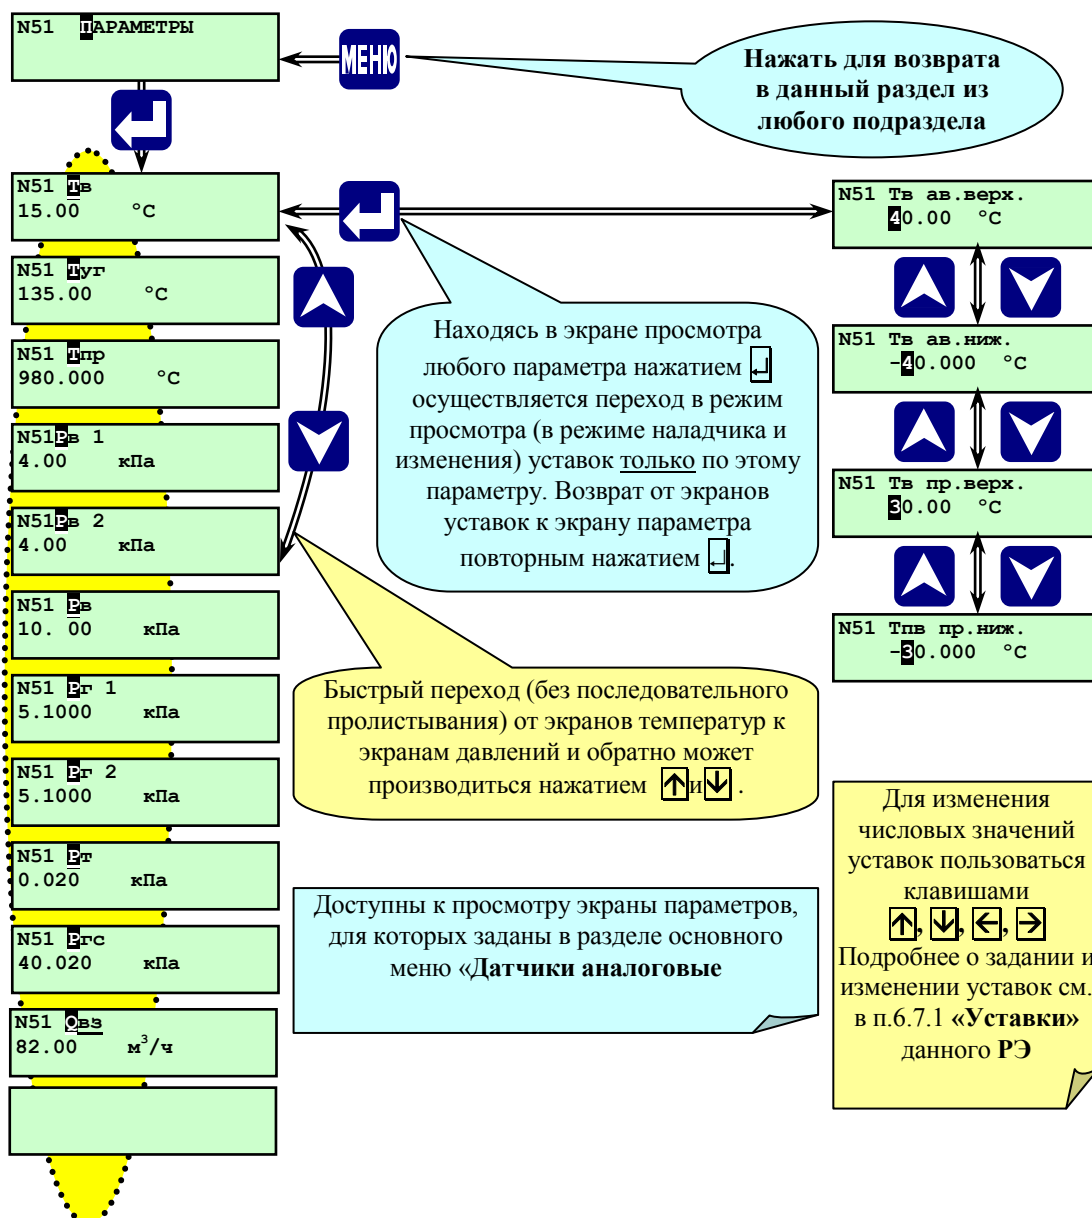 N51 ПАРАМЕТРЫ
МЕНЮ
Нажать для возврата
в данный раздел из
любого подраздела
N51 Тв
15.00 °С
N51 Туг
135.00 °С
N51 Тпр
980.000 °С
N51Рв 1
4.00 кПа
N51Рв 2
4.00 кПа
N51 Рв
10. 00 кПа
N51 Рг 1
5.1000 кПа
N51 Рг 2
5.1000 кПа
N51 Рт
0.020 кПа
N51 Ргс
40.020 кПа
N51 Qвз
82.00 м³/ч
Находясь в экране просмотра
любого параметра нажатием ↵
осуществляется переход в режим
просмотра (в режиме наладчика и
изменения) уставок только по этому
параметру. Возврат от экранов
уставок к экрану параметра
повторным нажатием ↵.
Быстрый переход (без последовательного
пролистывания) от экранов температур к
экранам давлений и обратно может
производиться нажатием ↑и↓ .
Доступны к просмотру экраны параметров,
для которых заданы в разделе основного
меню «Датчики аналоговые
N51 Тв ав.верх.
40.00 °С
N51 Тв ав.ниж.
-40.000 °С
N51 Тв пр.верх.
30.00 °С
N51 Тпв пр.ниж.
-30.000 °С
Для изменения
числовых значений
уставок пользоваться
клавишами
↑, ↓, ←, →
Подробнее о задании и
изменении уставок см.
в п.6.7.1 «Уставки»
данного РЭ